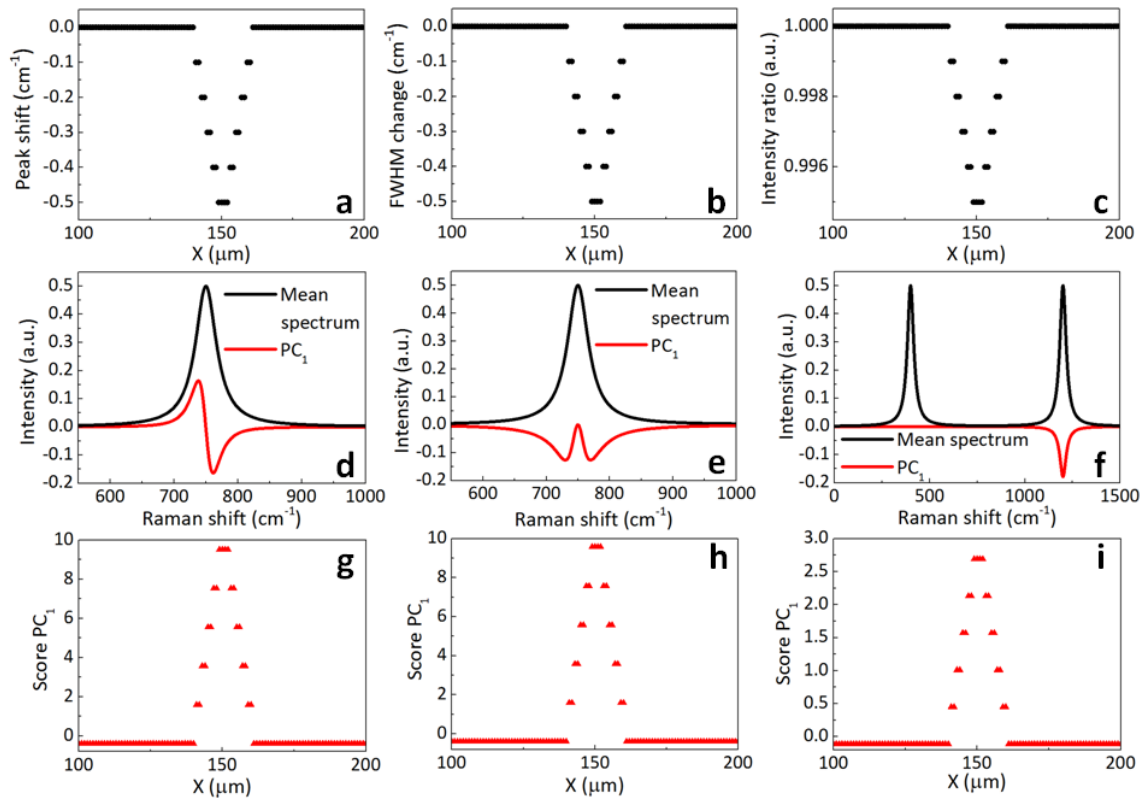 0.0
-0.1
-0.2
-0.3
-0.4
-0.5
Peak shift (cm⁻¹)
a
100 150 200
X (μm)
0.0
-0.1
-0.2
-0.3
-0.4
-0.5
FWHM change (cm⁻¹)
b
100 150 200
X (μm)
1.000
0.998
0.996
Intensity ratio (a.u.)
c
100 150 200
X (μm)
0.5
0.4
0.3
0.2
0.1
0.0
-0.1
-0.2
Intensity (a.u.)
Mean
spectrum
PC₁
d
600 700 800 900 1000
Raman shift (cm⁻¹)
0.5
0.4
0.3
0.2
0.1
0.0
-0.1
-0.2
Intensity (a.u.)
Mean
spectrum
PC₁
e
600 700 800 900 1000
Raman shift (cm⁻¹)
0.5
0.4
0.3
0.2
0.1
0.0
-0.1
-0.2
Intensity (a.u.)
Mean spectrum
PC₁
f
0 500 1000 1500
Raman shift (cm⁻¹)
10
8
6
4
2
0
Score PC₁
g
100 150 200
X (μm)
10
8
6
4
2
0
Score PC₁
h
100 150 200
X (μm)
3.0
2.5
2.0
1.5
1.0
0.5
0.0
Score PC₁
i
100 150 200
X (μm)